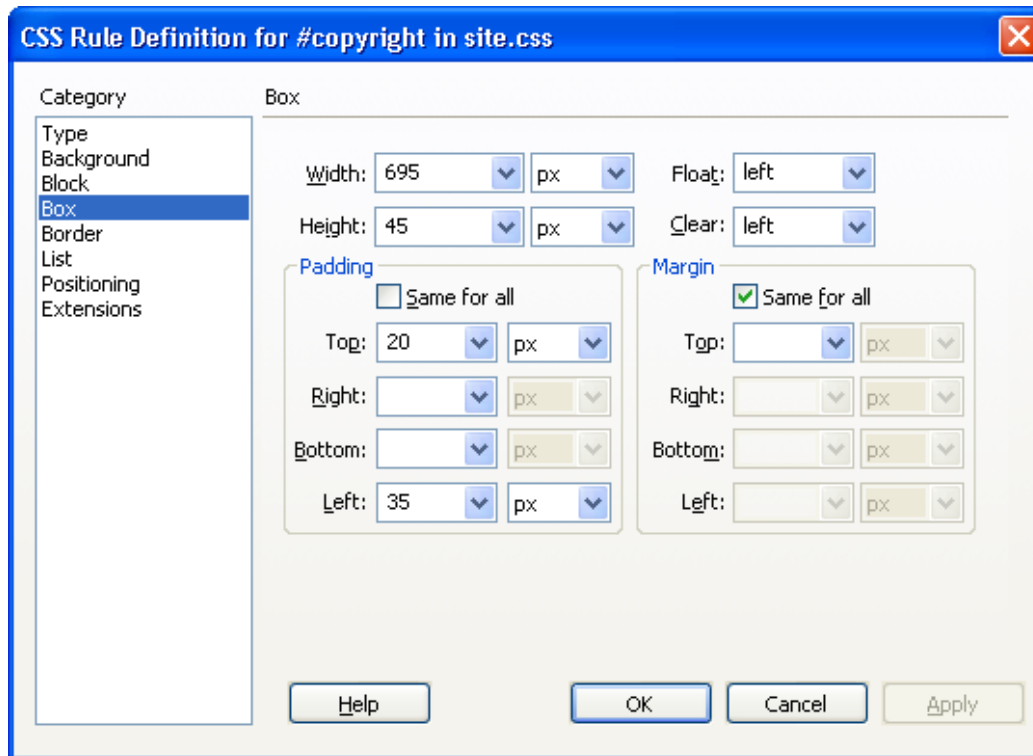 CSS Rule Definition for #copyright in site.css
Category
Box
Type
Background
Block
Box
Border
List
Positioning
Extensions
Width: 695 px Float: left
Height: 45 px Clear: left
Padding Margin
Same for all Same for all
Top: 20 px Top: px
Right: px Right: px
Bottom: px Bottom: px
Left: 35 px Left: px
Help OK Cancel Apply